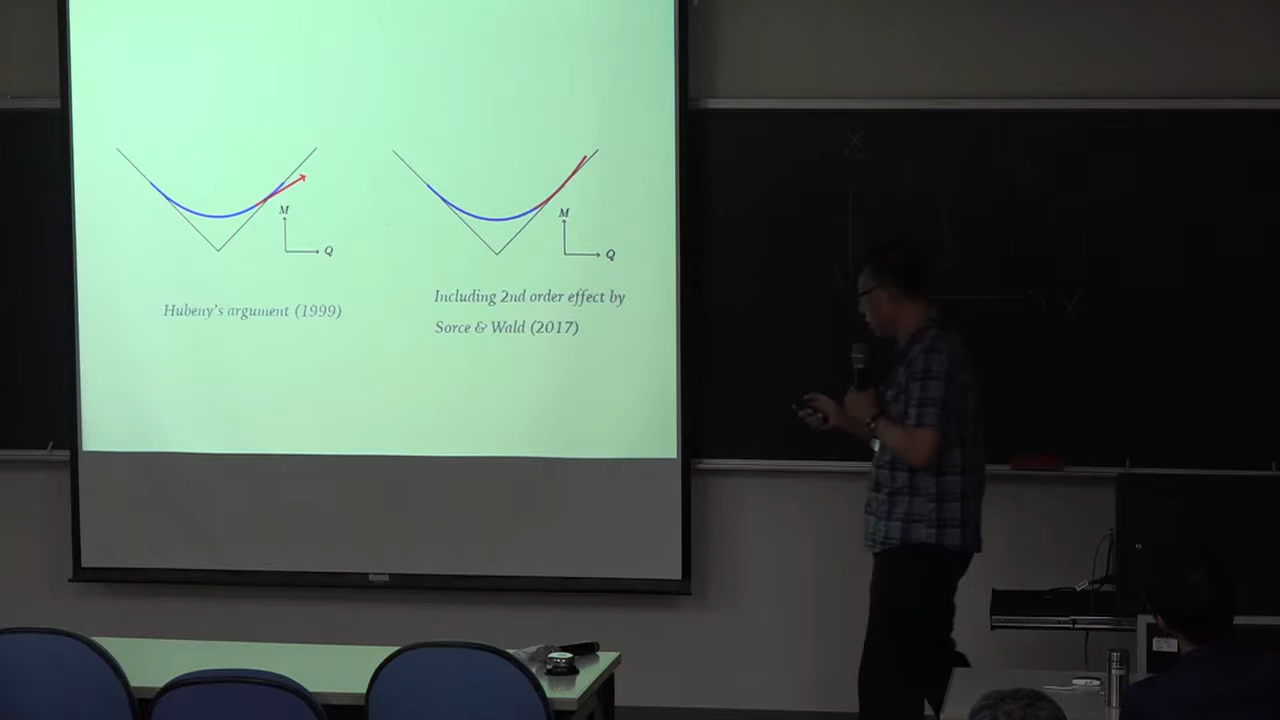 M
Q
M
Q
Hubeny's argument (1999)
Including 2nd order effect by
Sorce & Wald (2017)
X